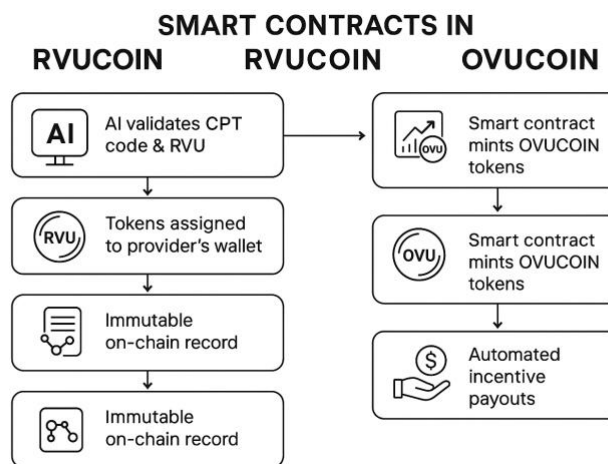 SMART CONTRACTS IN
RVUCOIN RVUCOIN OVUCOIN
AI
AI validates CPT
code & RVU
RVU
Tokens assigned
to provider's wallet
Immutable
on-chain record
Immutable
on-chain record
OVU
Smart contract
mints OVUCOIN
tokens
OVU
Smart contract
mints OVUCOIN
tokens
$
Automated
incentive
payouts